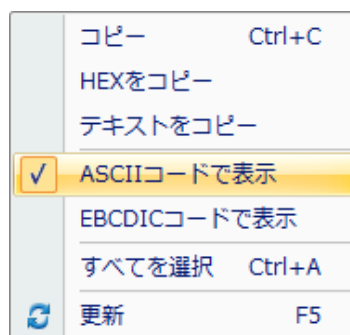 コピー Ctrl+C
HEXをコピー
テキストをコピー
ASCIIコードで表示
EBCDICコードで表示
すべてを選択 Ctrl+A
更新 F5